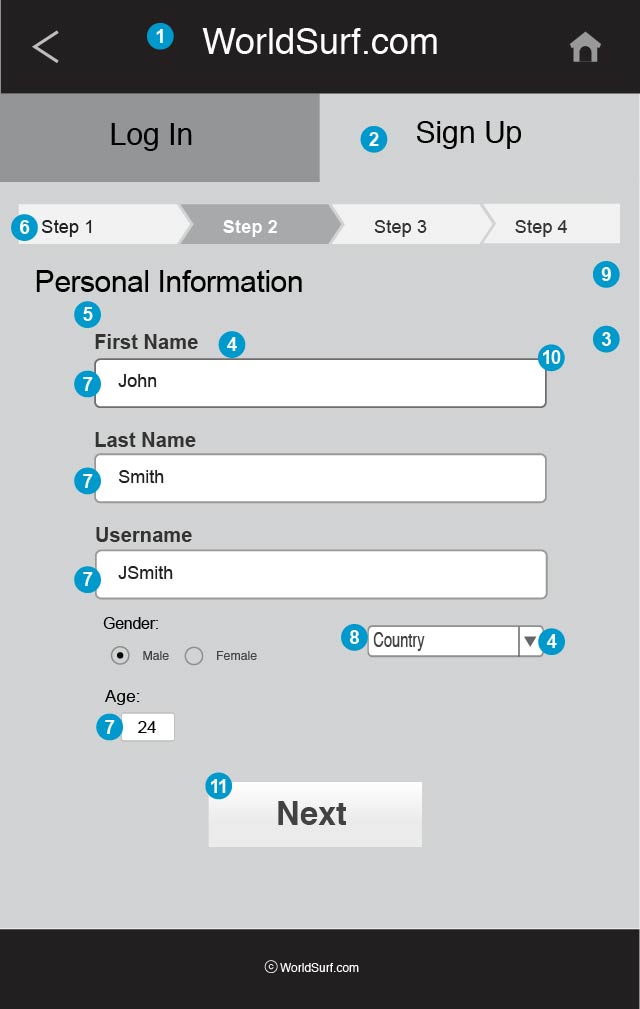 1 WorldSurf.com
Log In
2 Sign Up
6 Step 1 Step 2 Step 3 Step 4
Personal Information 9
5
First Name 4 3
10
7 John
Last Name
7 Smith
Username
7 JSmith
Gender:
8 Country 4
Male Female
Age:
7 24
11
Next
© WorldSurf.com